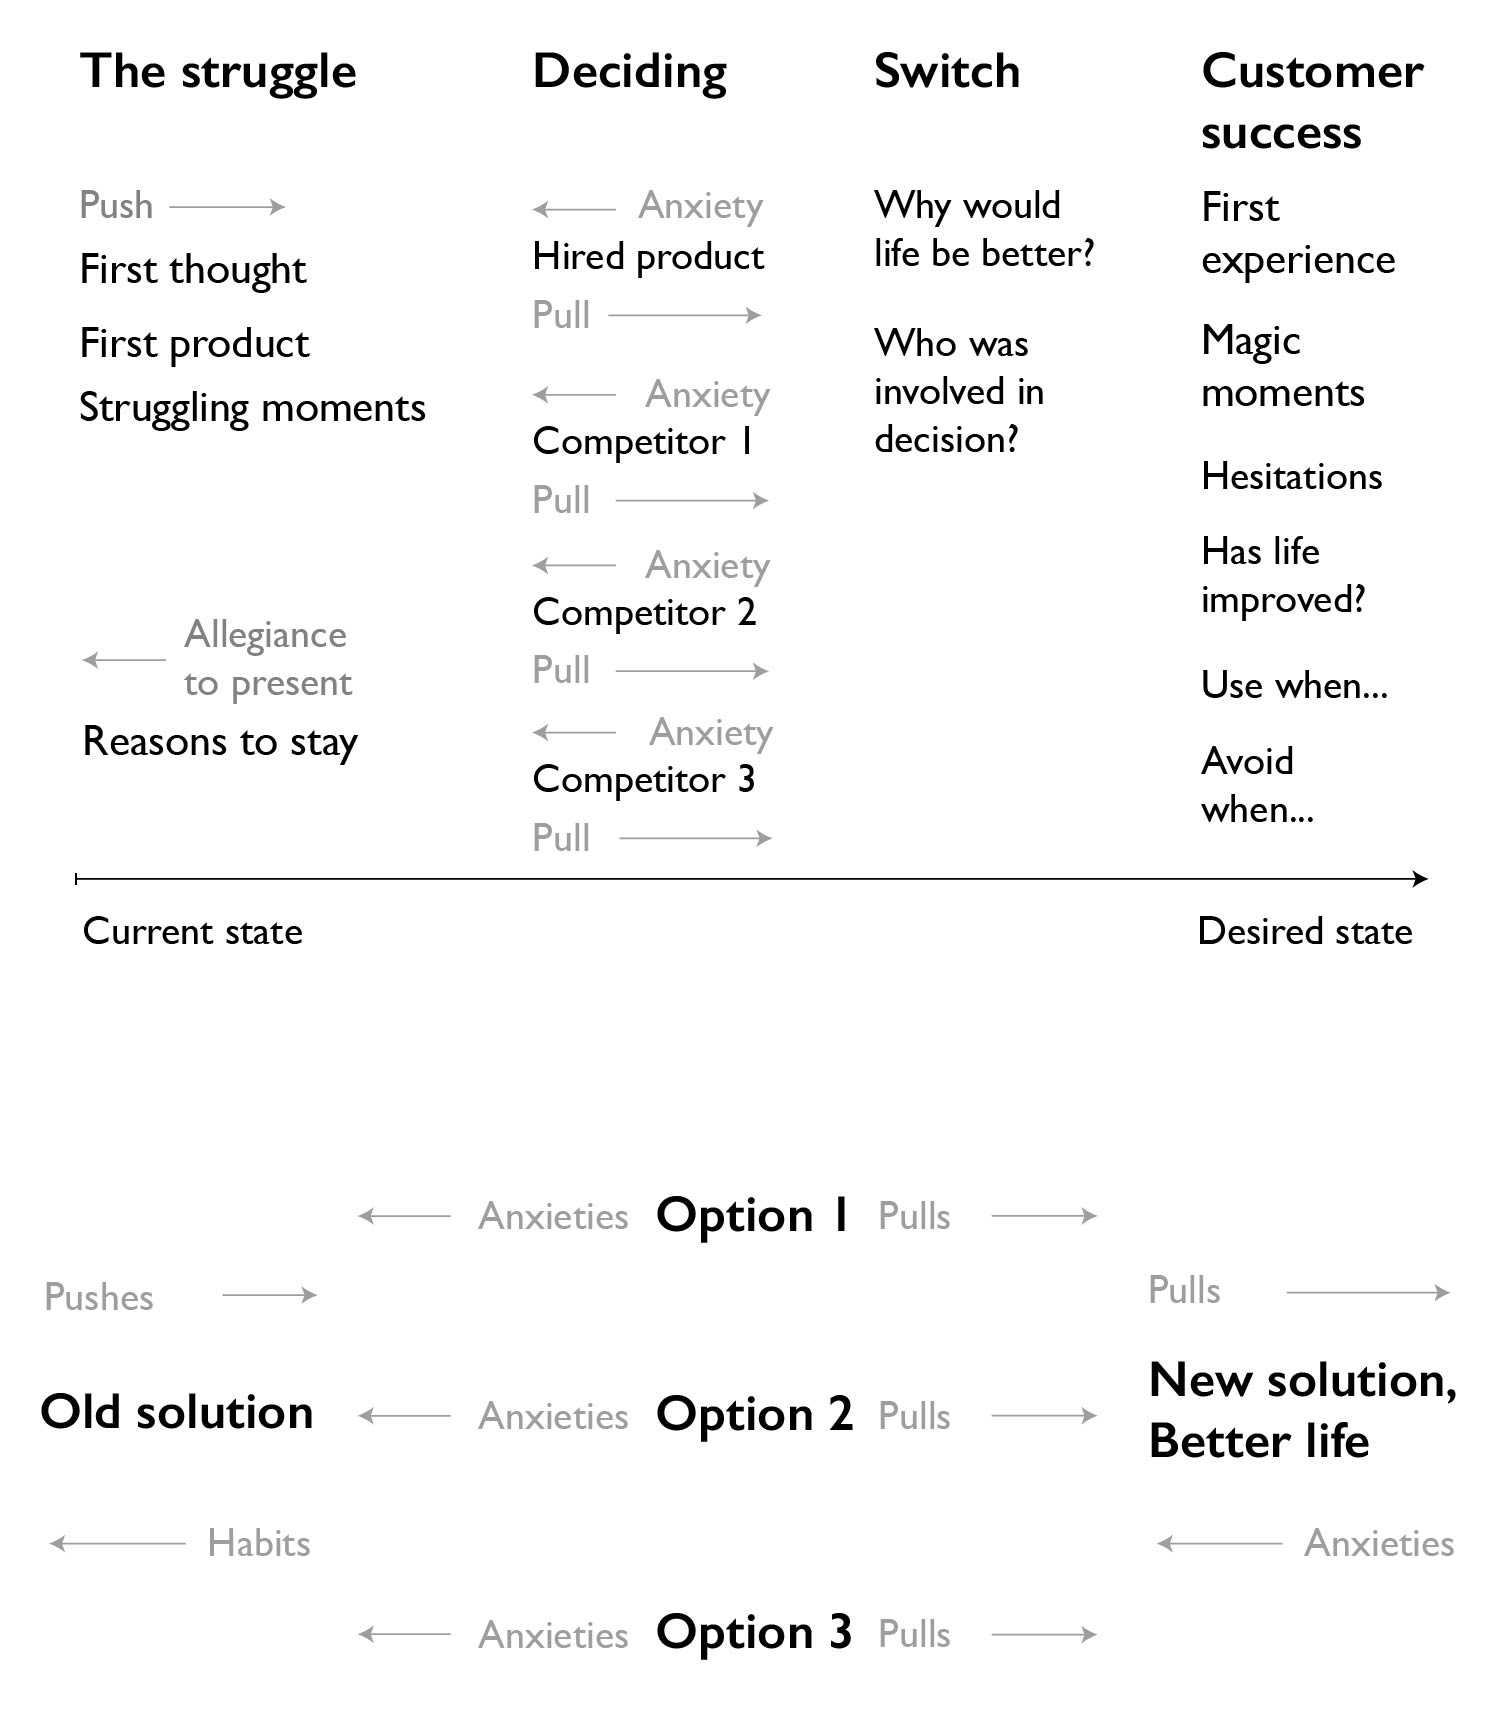 The struggle
Push
First thought
First product
Struggling moments
Allegiance
to present
Reasons to stay
Deciding
Anxiety
Hired product
Pull
Anxiety
Competitor 1
Pull
Anxiety
Competitor 2
Pull
Anxiety
Competitor 3
Pull
Switch
Why would
life be better?
Who was
involved in
decision?
Customer
success
First
experience
Magic
moments
Hesitations
Has life
improved?
Use when...
Avoid
when...
Current state
Desired state
Anxieties Option 1 Pulls
Pushes
Pulls
Old solution
Anxieties Option 2 Pulls
New solution,
Better life
Habits
Anxieties
Anxieties Option 3 Pulls